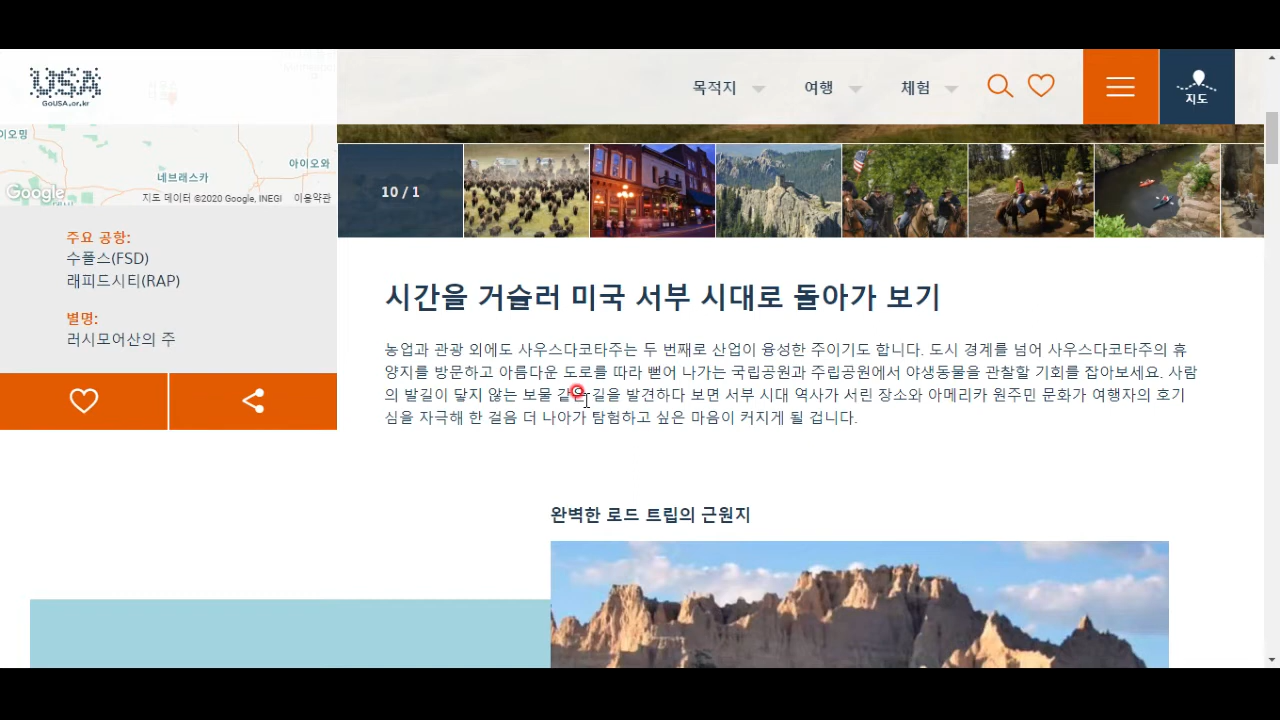 USA
GoUSA.or.kr
목적지
여행
체험
지도
이오밍
아이오와
네브래스카
Google
지도 데이터 ©2020 Google, INEGI 이용약관
10 / 1
주요 공항:
수폴스(FSD)
래피드시티(RAP)
별명:
러시모어산의 주
시간을 거슬러 미국 서부 시대로 돌아가 보기
농업과 관광 외에도 사우스다코타주는 두 번째로 산업이 융성한 주이기도 합니다. 도시 경계를 넘어 사우스다코타주의 휴
양지를 방문하고 아름다운 도로를 따라 뻗어 나가는 국립공원과 주립공원에서 야생동물을 관찰할 기회를 잡아보세요. 사람
의 발길이 닿지 않는 보물 같은 길을 발견하다 보면 서부 시대 역사가 서린 장소와 아메리카 원주민 문화가 여행자의 호기
심을 자극해 한 걸음 더 나아가 탐험하고 싶은 마음이 커지게 될 겁니다.
완벽한 로드 트립의 근원지